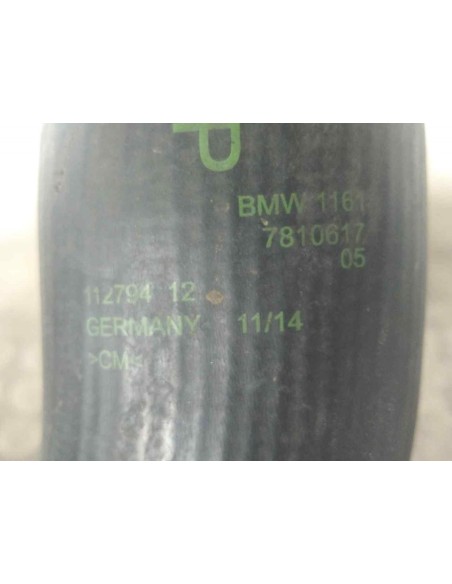 P
BMW 1161
7810617
05
112794 12
GERMANY 11/14
>CM<